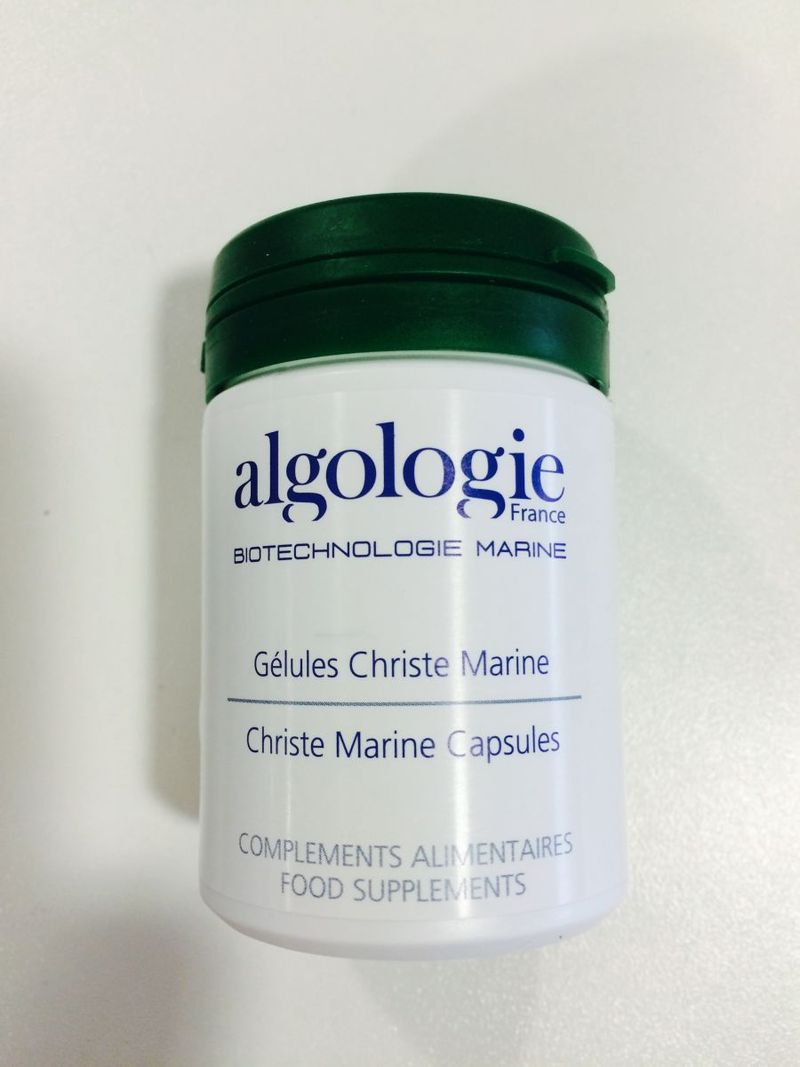 algologie
France
BIOTECHNOLOGIE MARINE
Gélules Christe Marine
Christe Marine Capsules
COMPLEMENTS ALIMENTAIRES
FOOD SUPPLEMENTS